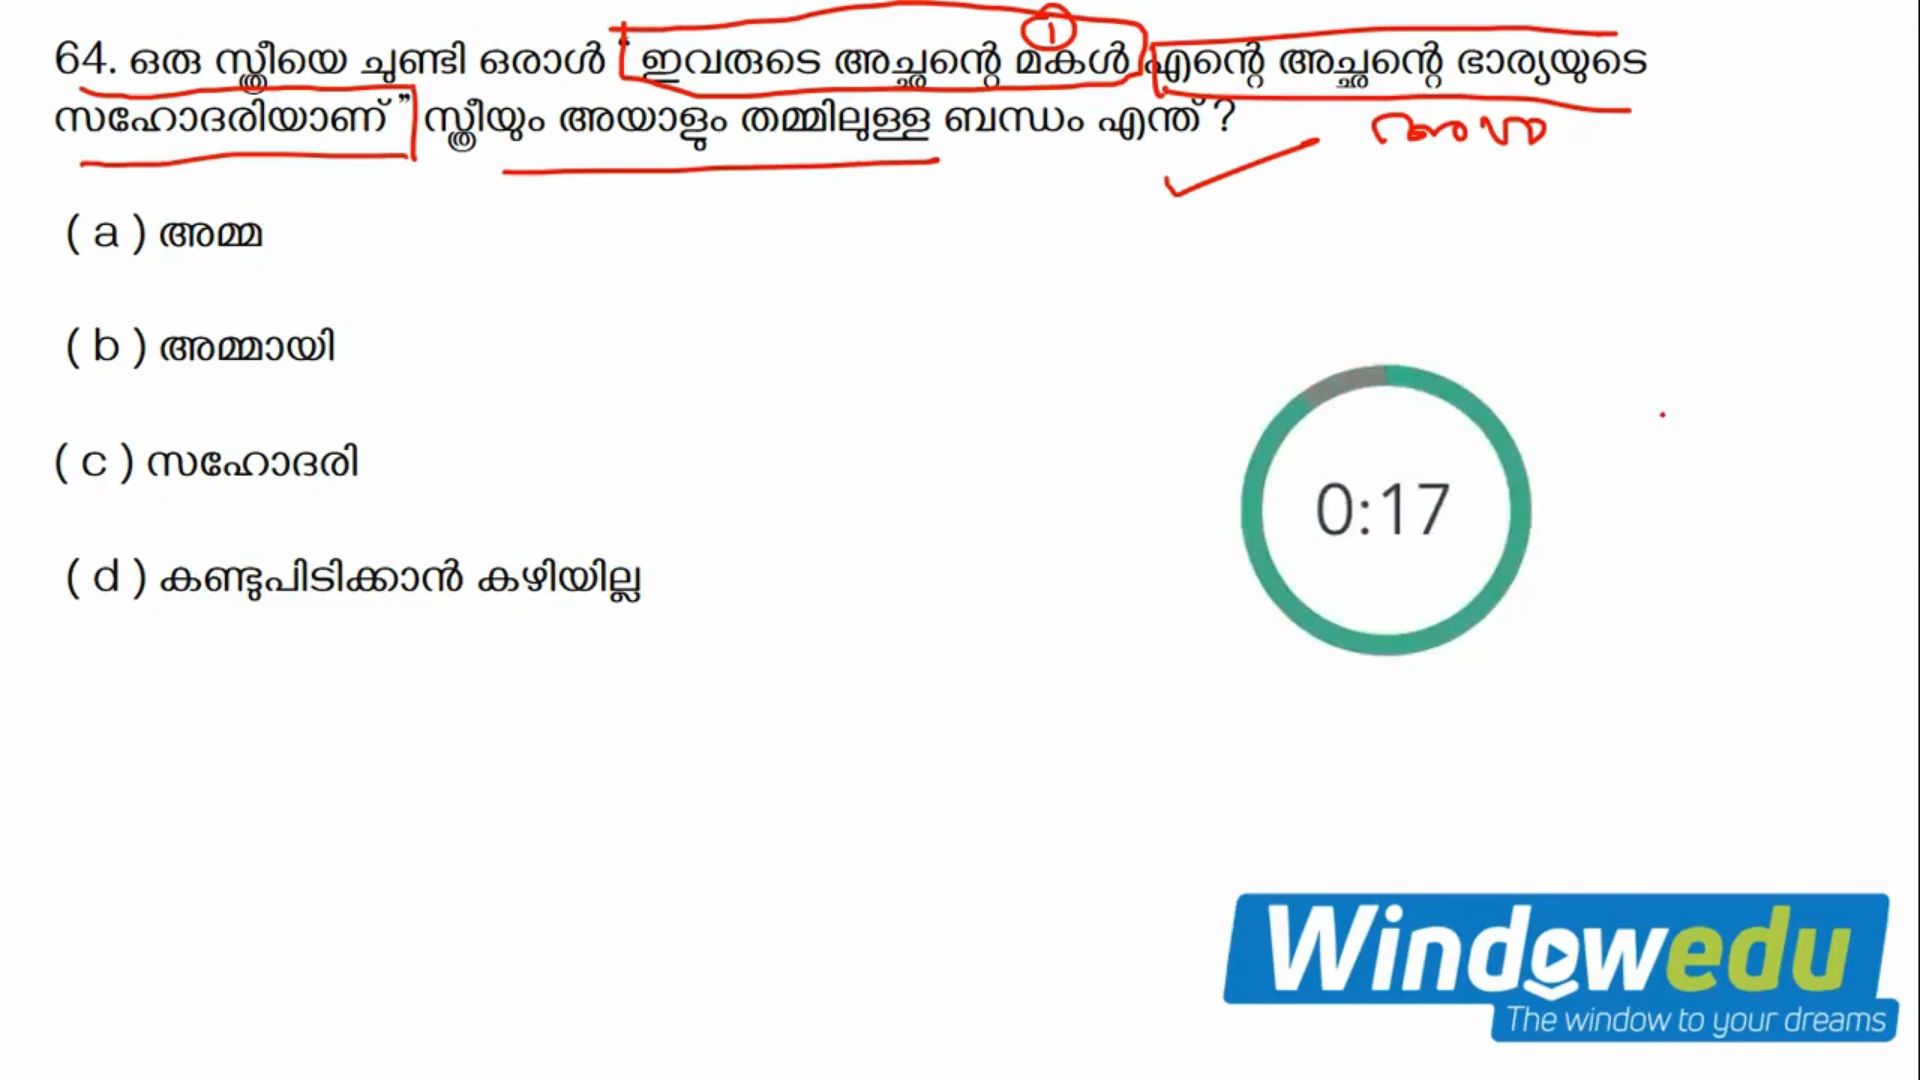 64. ഒരു സ്ത്രീയെ ചുണ്ടി ഒരാൾ “ ഇവരുടെ അച്ഛന്റെ മകൾ എന്റെ അച്ഛന്റെ ഭാര്യയുടെ
സഹോദരിയാണ് ” സ്ത്രീയും അയാളും തമ്മിലുള്ള ബന്ധം എന്ത് ?
1
( a ) അമ്മ
( b ) അമ്മായി
( c ) സഹോദരി
( d ) കണ്ടുപിടിക്കാൻ കഴിയില്ല
0:17
Windowedu
The window to your dreams